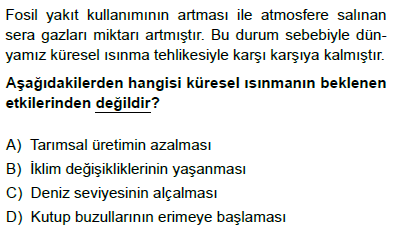 Fosil yakıt kullanımının artması ile atmosfere salınan
sera gazları miktarı artmıştır. Bu durum sebebiyle dün-
yamız küresel ısınma tehlikesiyle karşı karşıya kalmıştır.
Aşağıdakilerden hangisi küresel ısınmanın beklenen
etkilerinden değildir?
A) Tarımsal üretimin azalması
B) İklim değişikliklerinin yaşanması
C) Deniz seviyesinin alçalması
D) Kutup buzullarının erimeye başlaması